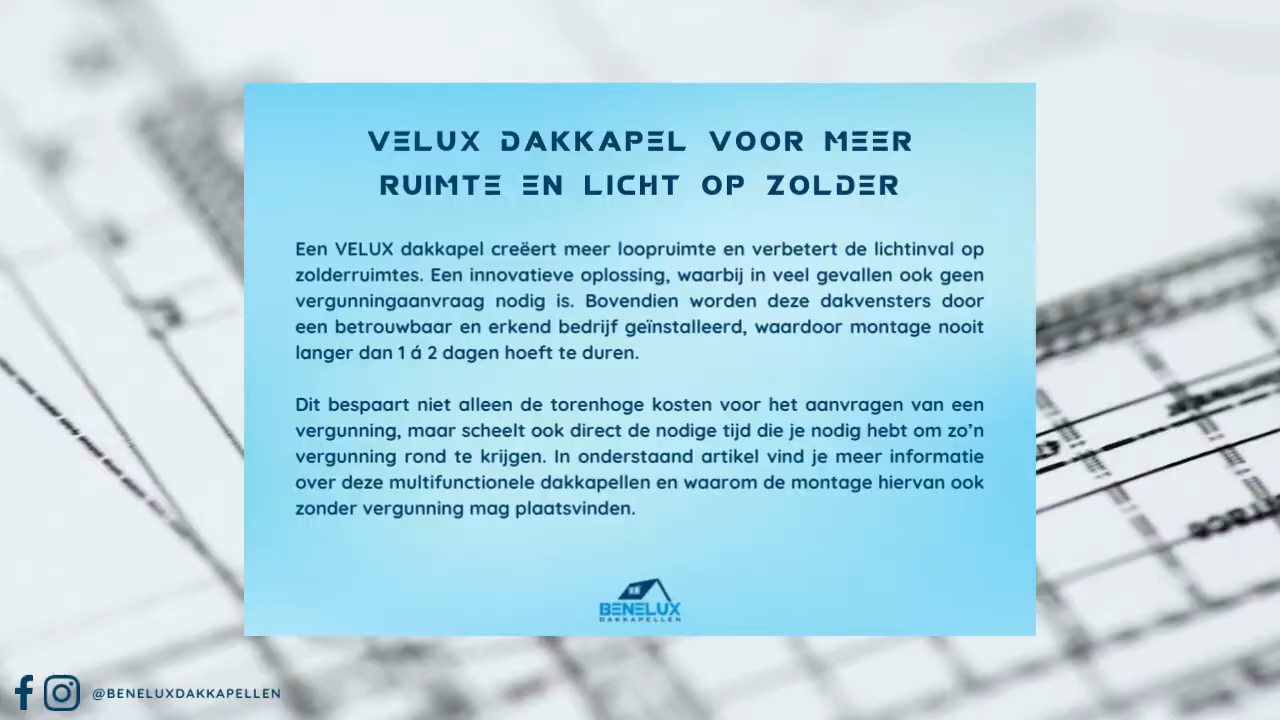 VELUX DAKKAPEL VOOR MEER
RUIMTE EN LICHT OP ZOLDER
Een VELUX dakkapel creëert meer loopruimte en verbetert de lichtinval op
zolderruimtes. Een innovatieve oplossing, waarbij in veel gevallen ook geen
vergunningaanvraag nodig is. Bovendien worden deze dakvensters door
een betrouwbaar en erkend bedrijf geïnstalleerd, waardoor montage nooit
langer dan 1 á 2 dagen hoeft te duren.
Dit bespaart niet alleen de torenhoge kosten voor het aanvragen van een
vergunning, maar scheelt ook direct de nodige tijd die je nodig hebt om zo’n
vergunning rond te krijgen. In onderstaand artikel vind je meer informatie
over deze multifunctionele dakkapellen en waarom de montage hiervan ook
zonder vergunning mag plaatsvinden.
BENELUX
DAKKAPELLEN
@BENELUXDAKKAPELLEN